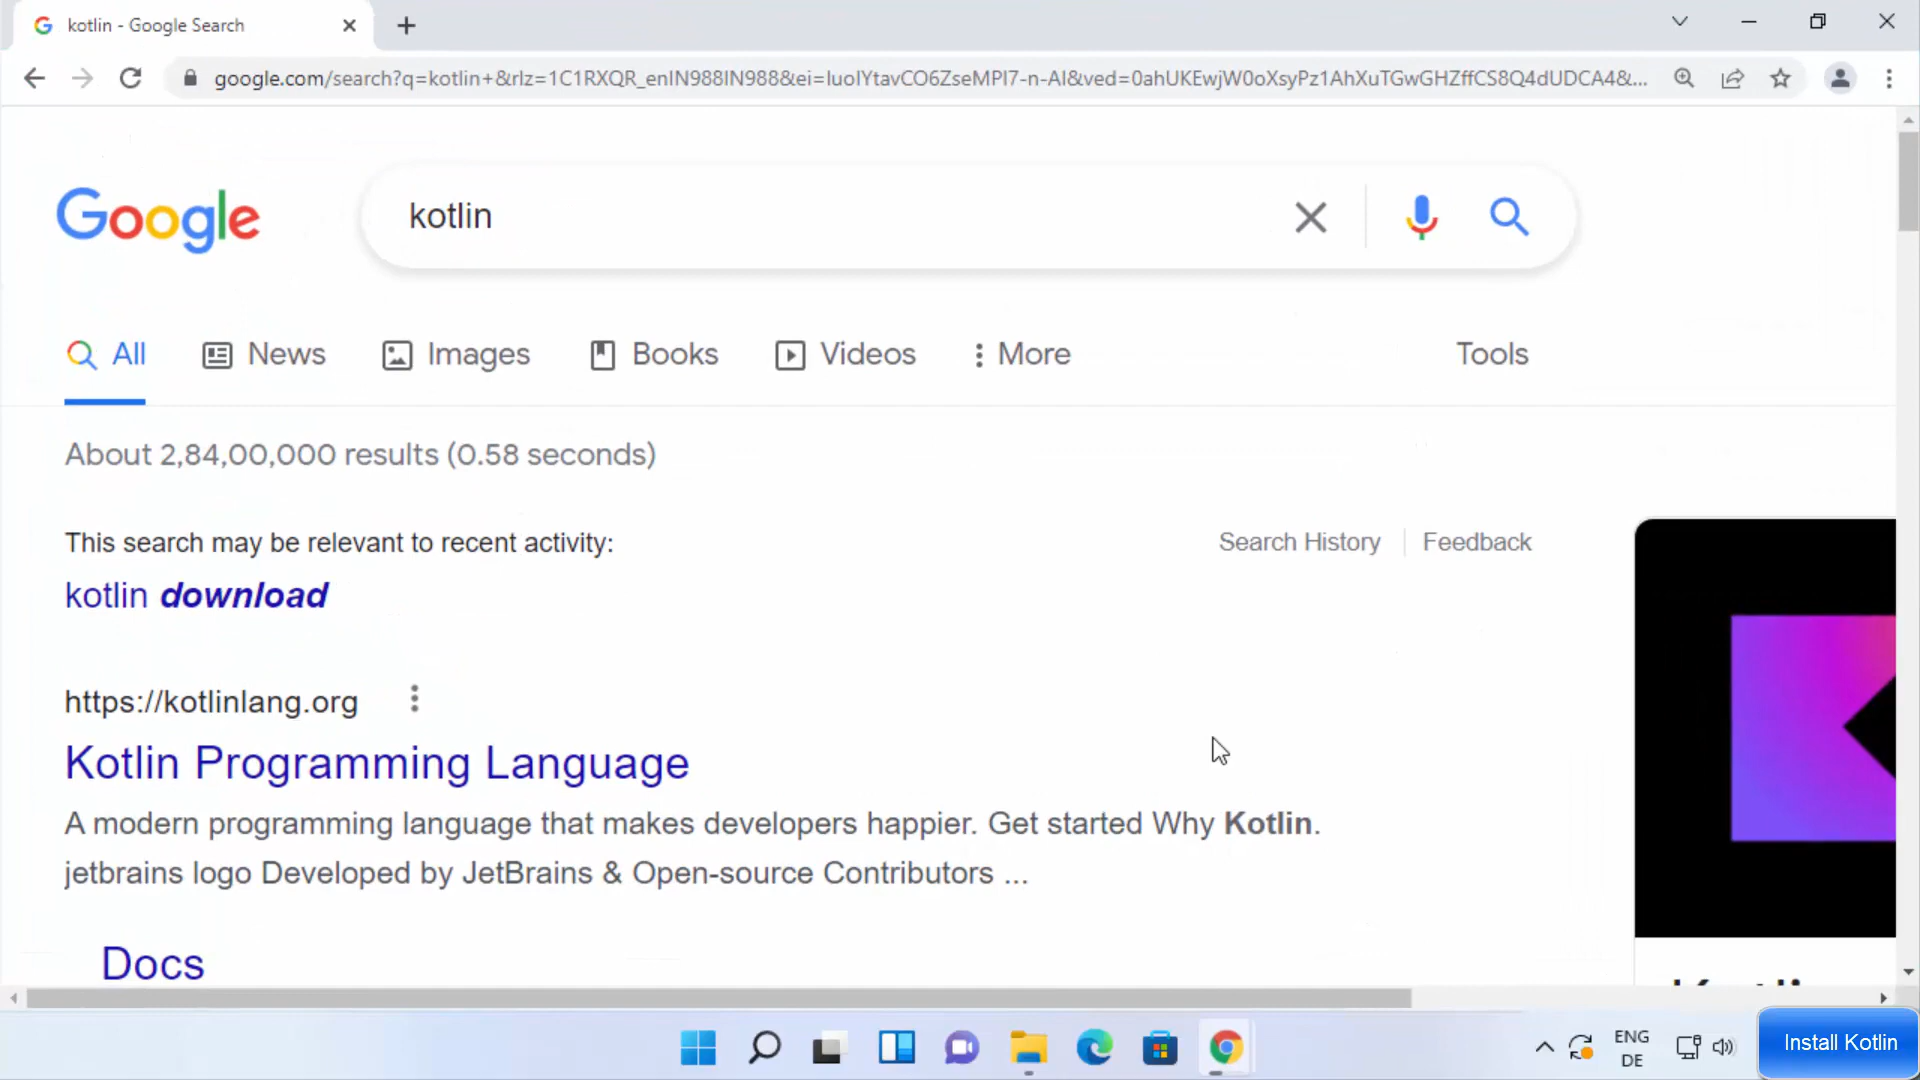 kotlin - Google Search
google.com/search?q=kotlin+&rlz=1C1RXQR_enIN988IN988&ei=IuoIYtavCO6ZseMPl7-n-AI&ved=0ahUKEwjW0oXsyPz1AhXuTGwGHZffCS8Q4dUDCA4&...
Google
kotlin
All News Images Books Videos More Tools
About 2,84,00,000 results (0.58 seconds)
This search may be relevant to recent activity:
Search History Feedback
kotlin download
https://kotlinlang.org
Kotlin Programming Language
A modern programming language that makes developers happier. Get started Why Kotlin.
jetbrains logo Developed by JetBrains & Open-source Contributors ...
Docs
ENG
DE
Install Kotlin